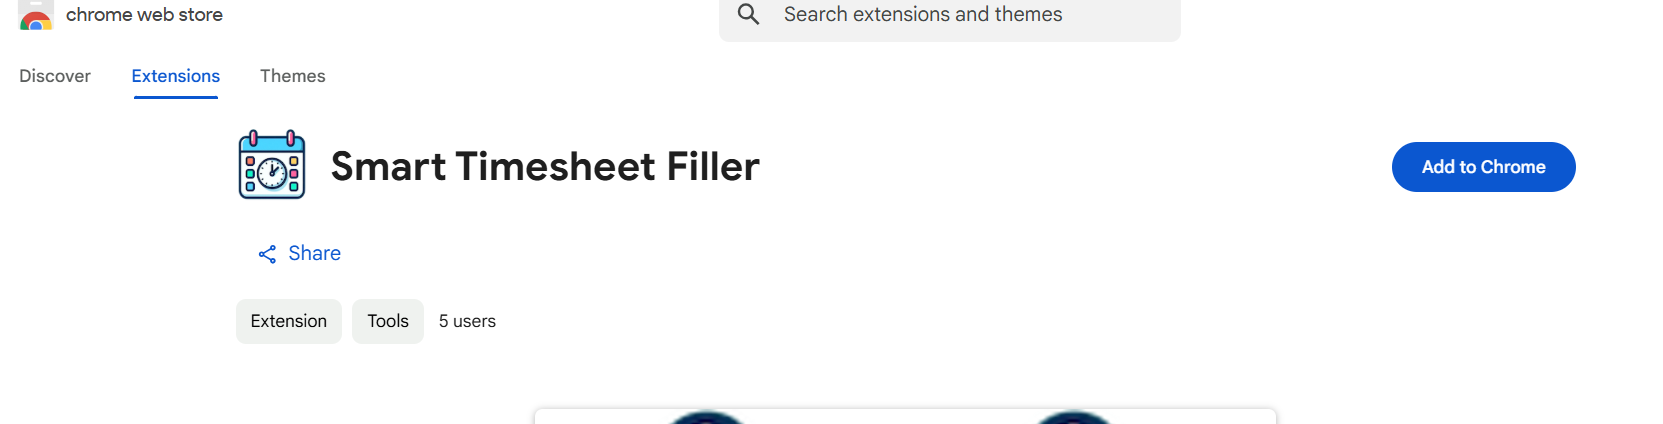 chrome web store
Search extensions and themes
Discover Extensions Themes
Smart Timesheet Filler
Add to Chrome
Share
Extension Tools 5 users